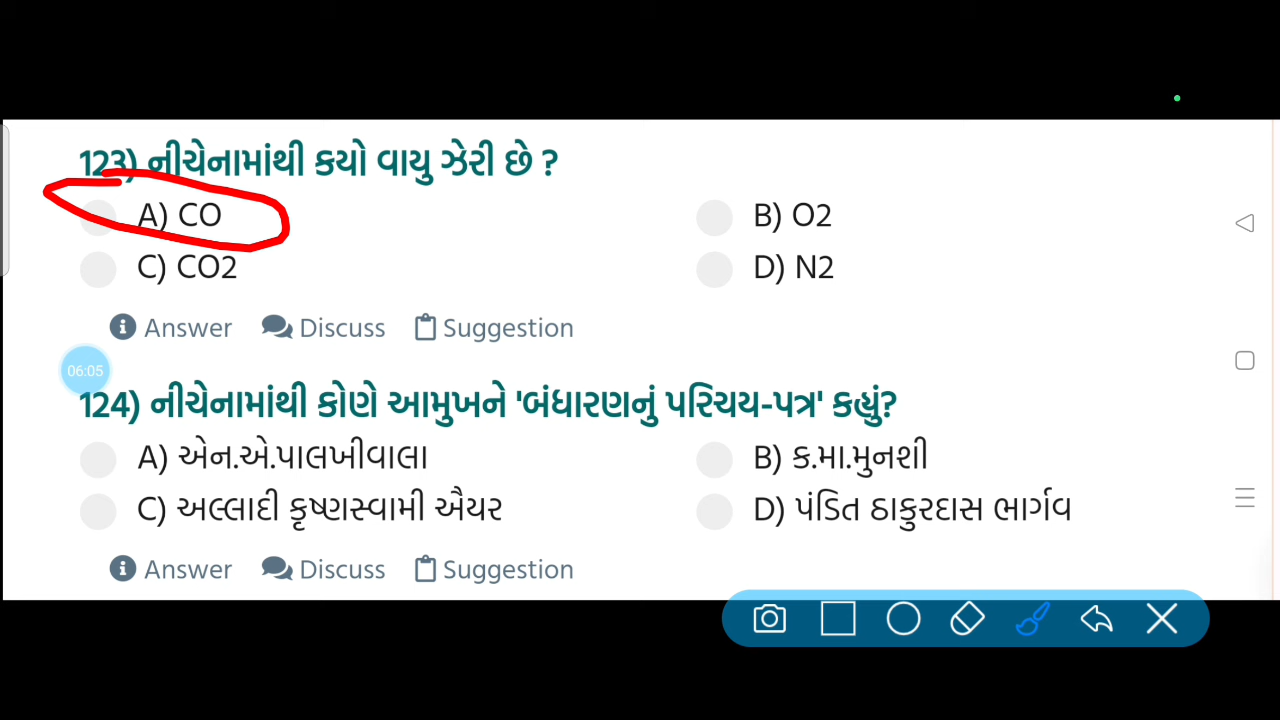 123) નીચેનામાંથી કયો વાયુ ઝેરી છે ?
A) CO
B) O2
C) CO2
D) N2
Answer Discuss Suggestion
06:05
124) નીચેનામાંથી કોણે આમુખને 'બંધારણનું પરિચય-પત્ર' કહ્યું?
A) એન.એ.પાલખીવાલા
B) ક.મા.મુનશી
C) અલ્લાદી કૃષ્ણસ્વામી ઐયર
D) પંડિત ઠાકુરદાસ ભાર્ગવ
Answer Discuss Suggestion